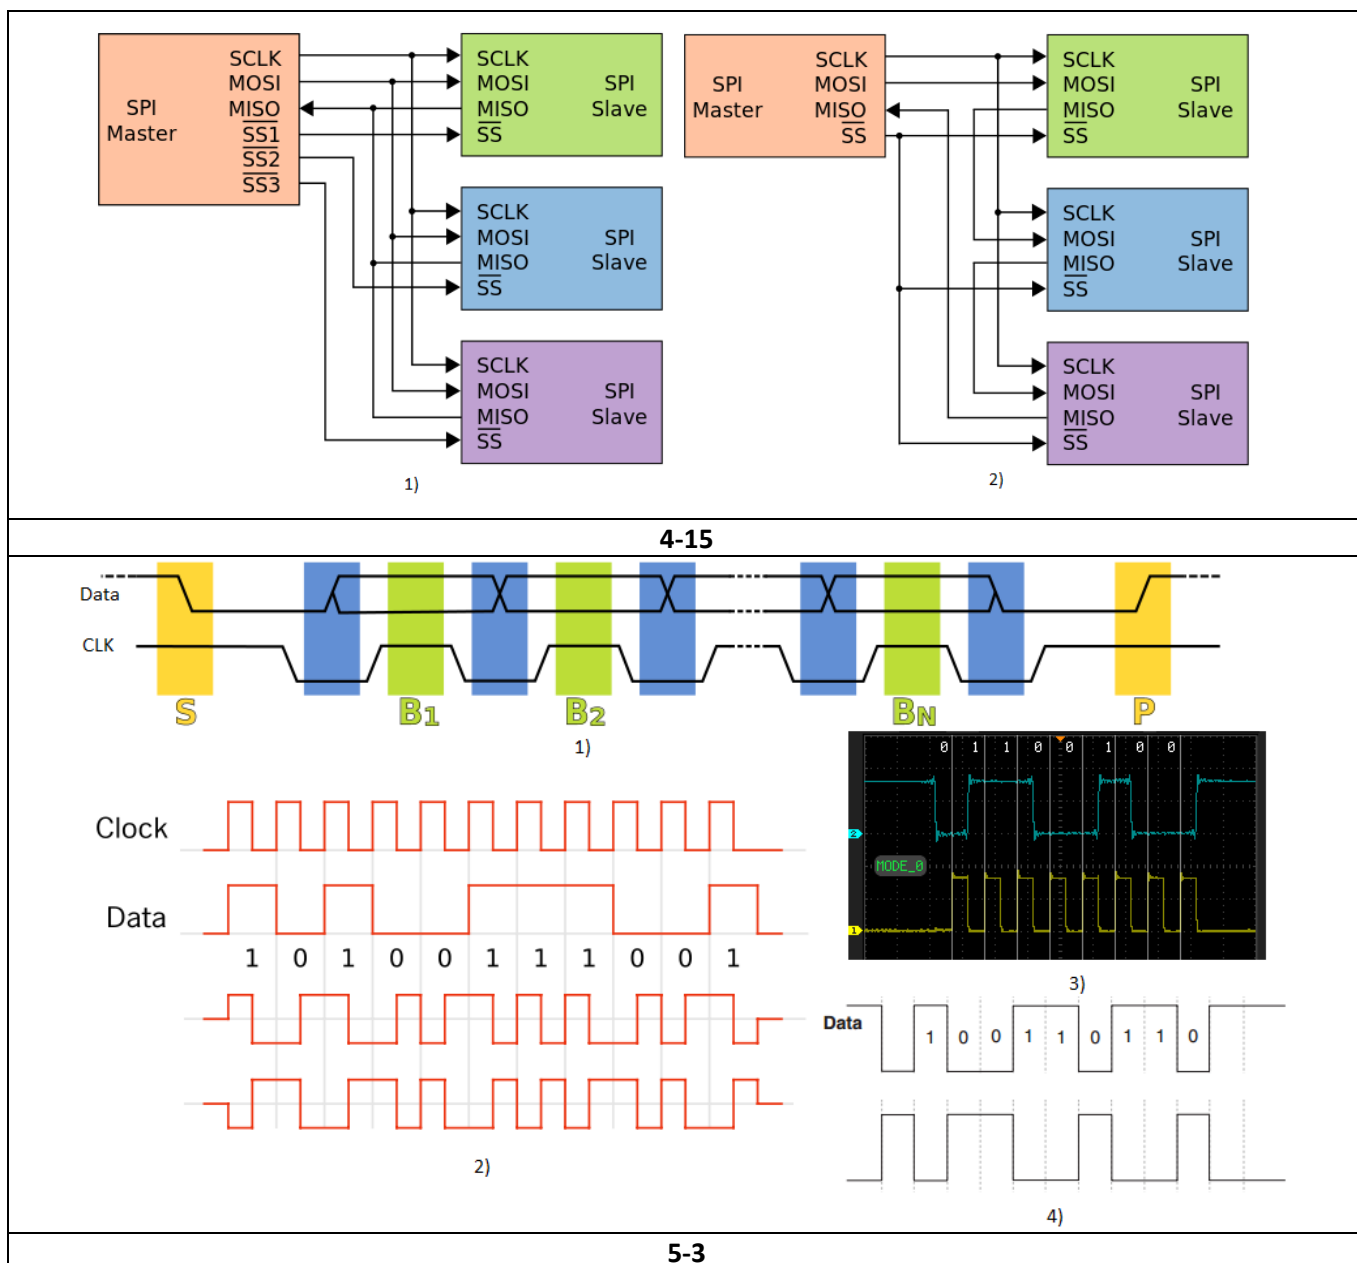 SCLK
MOSI
MISO
SS1
SS2
SS3
SPI
Master
SCLK
MOSI
MISO
SS
SPI
Slave
SCLK
MOSI
MISO
SS
SPI
Slave
SCLK
MOSI
MISO
SS
SPI
Slave
1)
SCLK
MOSI
MISO
SS
SPI
Master
SCLK
MOSI
MISO
SS
SPI
Slave
SCLK
MOSI
MISO
SS
SPI
Slave
SCLK
MOSI
MISO
SS
SPI
Slave
2)
4-15
Data
CLK
S B1 B2 BN P
1)
Clock
Data
1 0 1 0 0 1 1 1 0 0 1
2)
0 1 1 0 0 1 0 0
2
MODE_0
1
3)
Data
1 0 0 1 1 0 1 1 0
4)
5-3